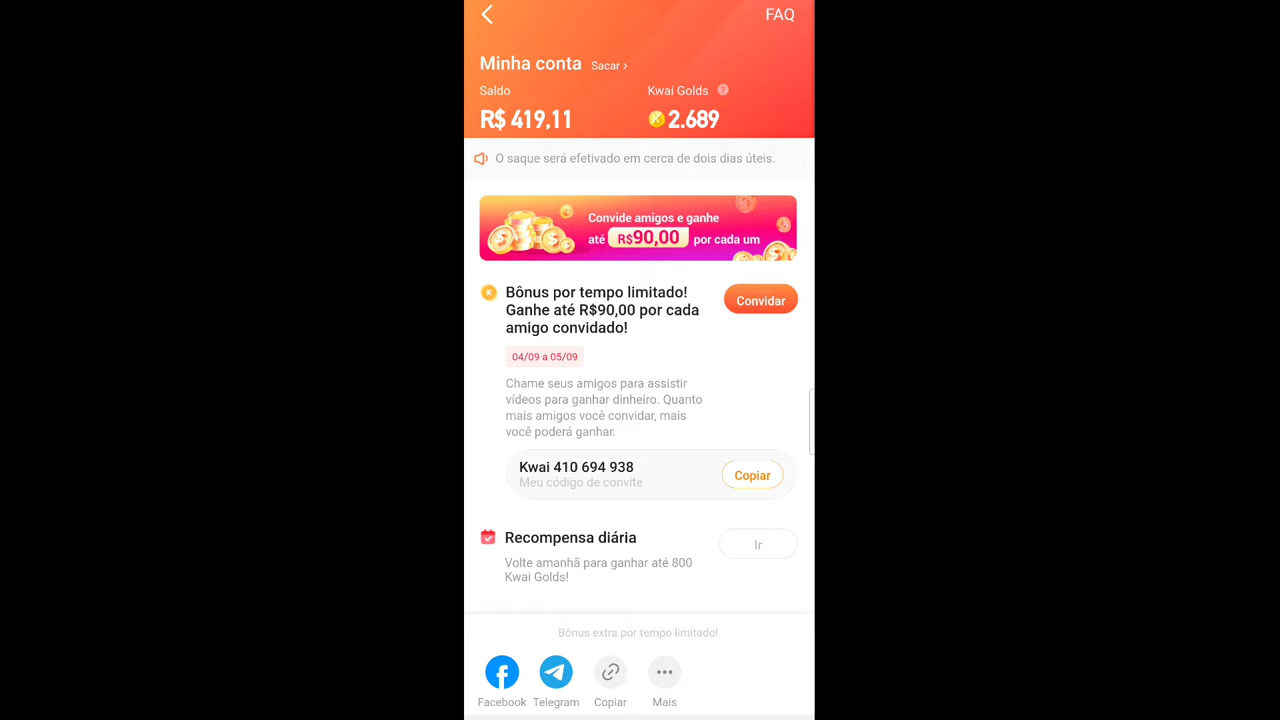 FAQ
Minha conta Sacar ›
Saldo
Kwai Golds ?
R$ 419,11
K 2.689
O saque será efetivado em cerca de dois dias úteis.
Convide amigos e ganhe
até R$90,00 por cada um
Bônus por tempo limitado!
Ganhe até R$90,00 por cada
amigo convidado!
Convidar
04/09 a 05/09
Chame seus amigos para assistir
vídeos para ganhar dinheiro. Quanto
mais amigos você convidar, mais
você poderá ganhar.
Kwai 410 694 938
Meu código de convite
Copiar
Recompensa diária
Ir
Volte amanhã para ganhar até 800
Kwai Golds!
Bônus extra por tempo limitado!
Facebook Telegram Copiar Mais